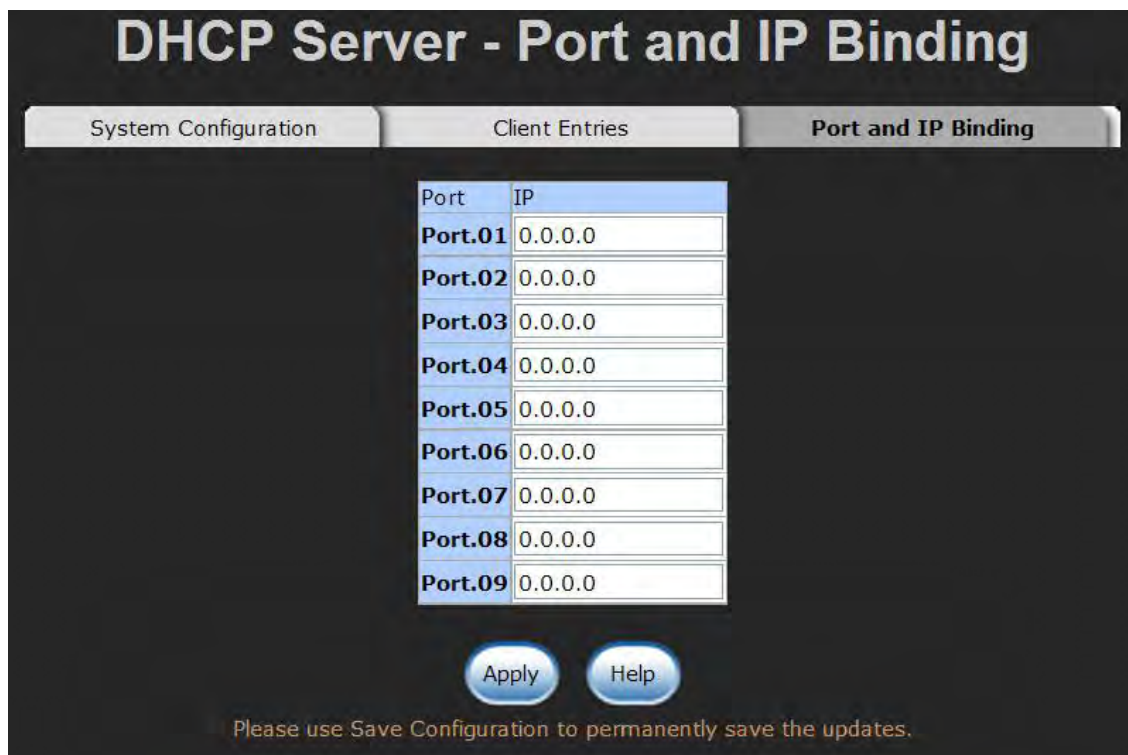 DHCP Server - Port and IP Binding
System Configuration Client Entries Port and IP Binding
Port IP
Port.01 0.0.0.0
Port.02 0.0.0.0
Port.03 0.0.0.0
Port.04 0.0.0.0
Port.05 0.0.0.0
Port.06 0.0.0.0
Port.07 0.0.0.0
Port.08 0.0.0.0
Port.09 0.0.0.0
Apply Help
Please use Save Configuration to permanently save the updates.